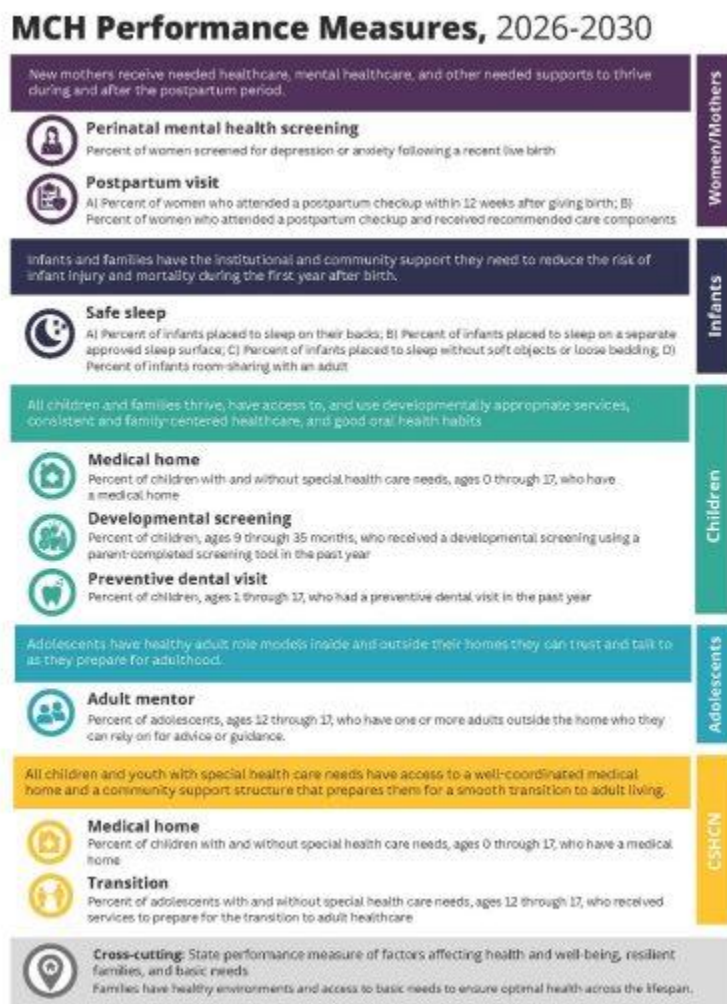 MCH Performance Measures, 2026-2030
New mothers receive needed healthcare, mental healthcare, and other needed supports to thrive
during and after the postpartum period.
Women/Mothers
Perinatal mental health screening
Percent of women screened for depression or anxiety following a recent live birth
Postpartum visit
A) Percent of women who attended a postpartum checkup within 12 weeks after giving birth; B)
Percent of women who attended a postpartum checkup and received recommended care components
Infants and families have the institutional and community support they need to reduce the risk of
infant injury and mortality during the first year after birth.
Infants
Safe sleep
A) Percent of infants placed to sleep on their backs; B) Percent of infants placed to sleep on a separate
approved sleep surface; C) Percent of infants placed to sleep without soft objects or loose bedding; D)
Percent of infants room-sharing with an adult
All children and families thrive, have access to, and use developmentally appropriate services,
consistent and family-centered healthcare, and good oral health habits
Children
Medical home
Percent of children with and without special health care needs, ages 0 through 17, who have
a medical home
Developmental screening
Percent of children, ages 9 through 35 months, who received a developmental screening using a
parent-completed screening tool in the past year
Preventive dental visit
Percent of children, ages 1 through 17, who had a preventive dental visit in the past year
Adolescents have healthy adult role models inside and outside their homes they can trust and talk to
as they prepare for adulthood.
Adolescents
Adult mentor
Percent of adolescents, ages 12 through 17, who have one or more adults outside the home who they
can rely on for advice or guidance.
All children and youth with special health care needs have access to a well-coordinated medical
home and a community support structure that prepares them for a smooth transition to adult living.
CSHCN
Medical home
Percent of children with and without special health care needs, ages 0 through 17, who have a medical
home
Transition
Percent of adolescents with and without special health care needs, ages 12 through 17, who received
services to prepare for the transition to adult healthcare
Cross-cutting: State performance measure of factors affecting health and well-being, resilient
families, and basic needs
Families have healthy environments and access to basic needs to ensure optimal health across the lifespan.